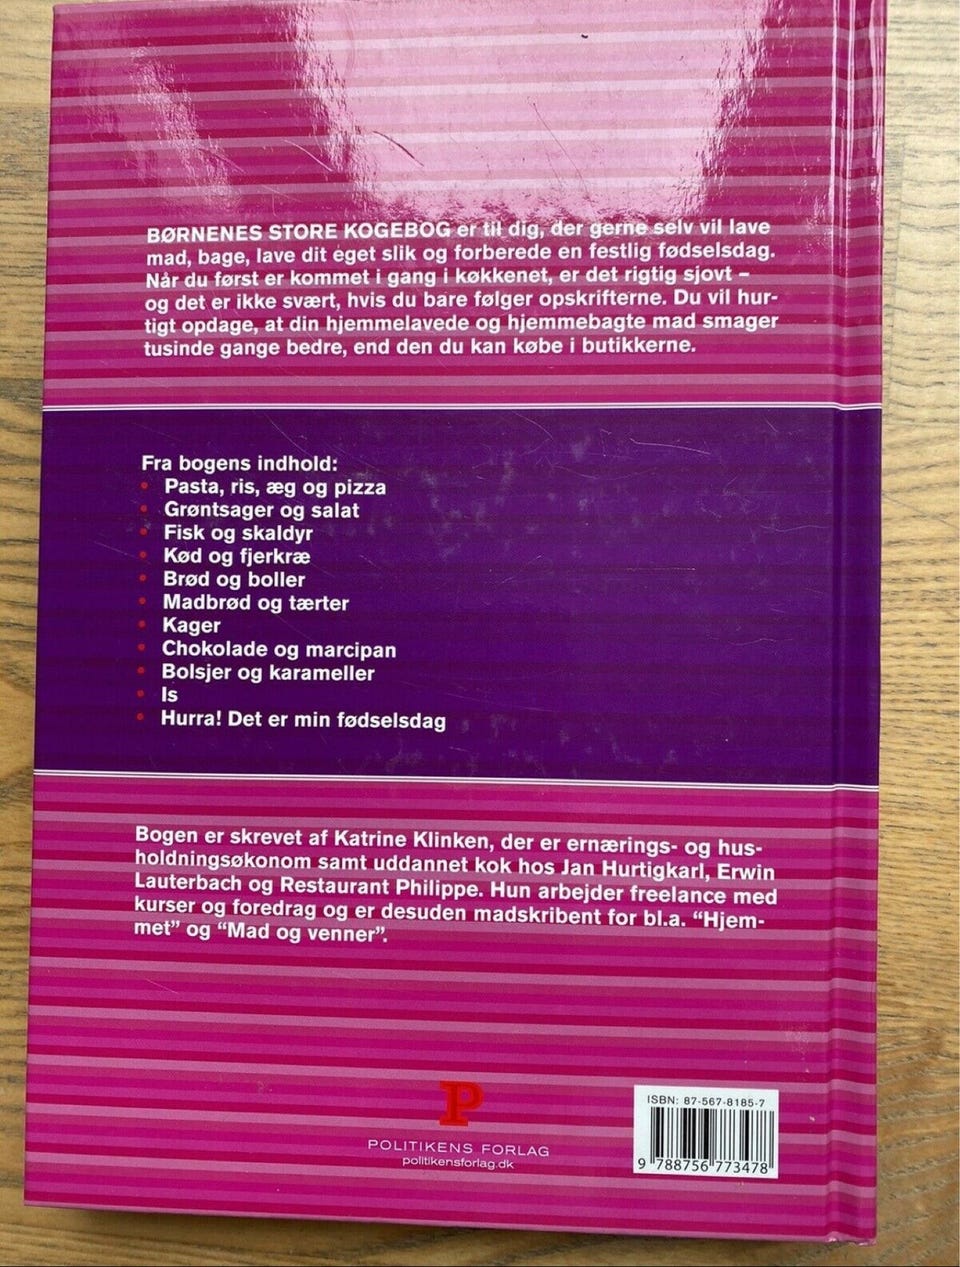 BØRNENES STORE KOGEBOG er til dig, der gerne selv vil lave
mad, bage, lave dit eget slik og forberede en festlig fødselsdag.
Når du først er kommet i gang i køkkenet, er det rigtig sjovt –
og det er ikke svært, hvis du bare følger opskrifterne. Du vil hur-
tigt opdage, at din hjemmelavede og hjemmebagte mad smager
tusinde gange bedre, end den du kan købe i butikkerne.
Fra bogens indhold:
• Pasta, ris, æg og pizza
• Grøntsager og salat
• Fisk og skaldyr
• Kød og fjerkræ
• Brød og boller
• Madbrød og tærter
• Kager
• Chokolade og marcipan
• Bolsjer og karameller
• Is
• Hurra! Det er min fødselsdag
Bogen er skrevet af Katrine Klinken, der er ernærings- og hus-
holdningsøkonom samt uddannet kok hos Jan Hurtigkarl, Erwin
Lauterbach og Restaurant Philippe. Hun arbejder freelance med
kurser og foredrag og er desuden madskribent for bl.a. “Hjem-
met” og “Mad og venner”.
P
POLITIKENS FORLAG
politikensforlag.dk
ISBN: 87-567-8185-7
9 788756 773478